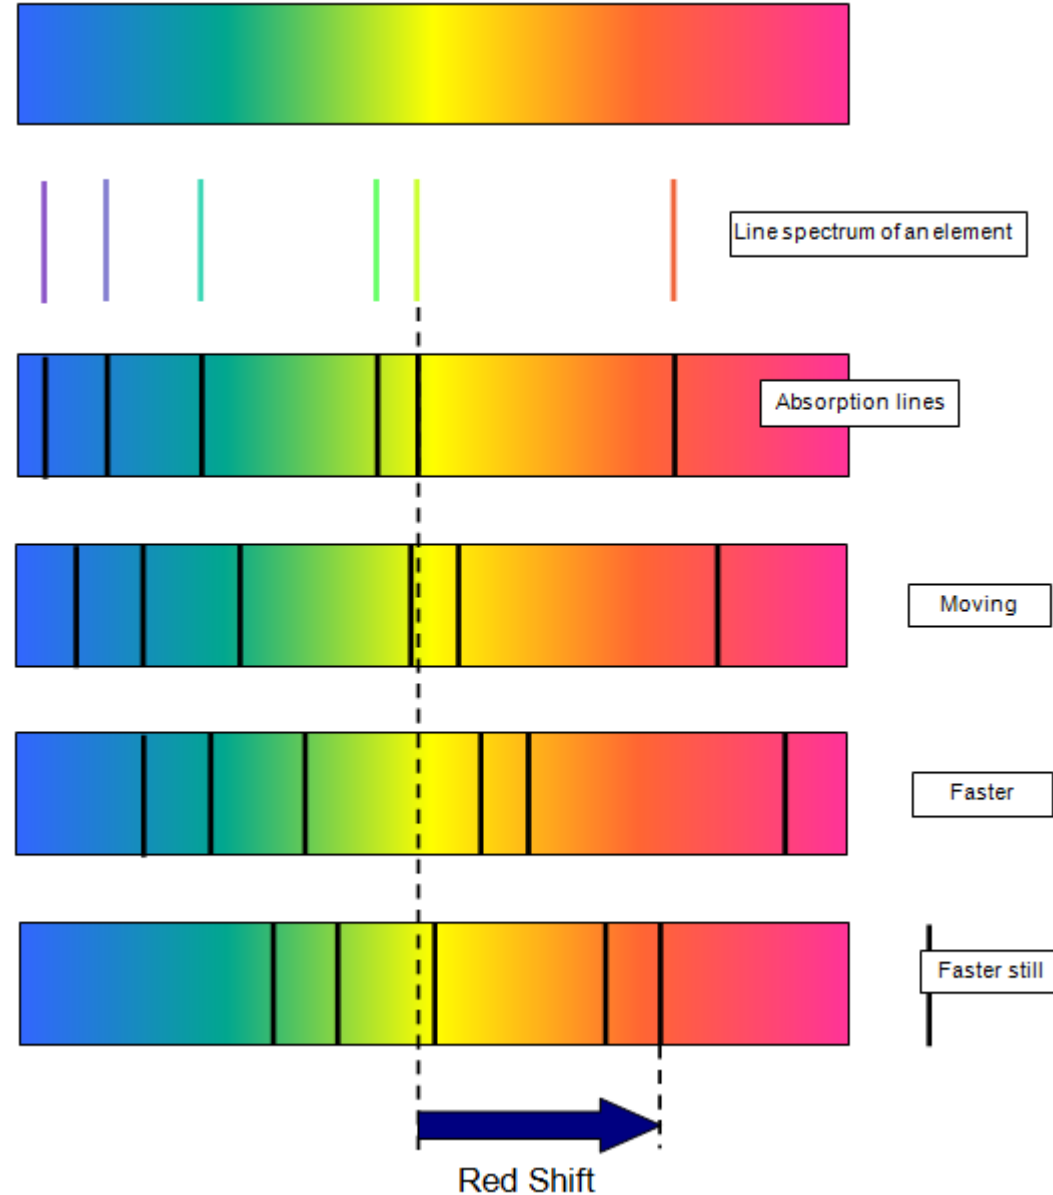 Line spectrum of an element
Absorption lines
Moving
Faster
Faster still
Red Shift